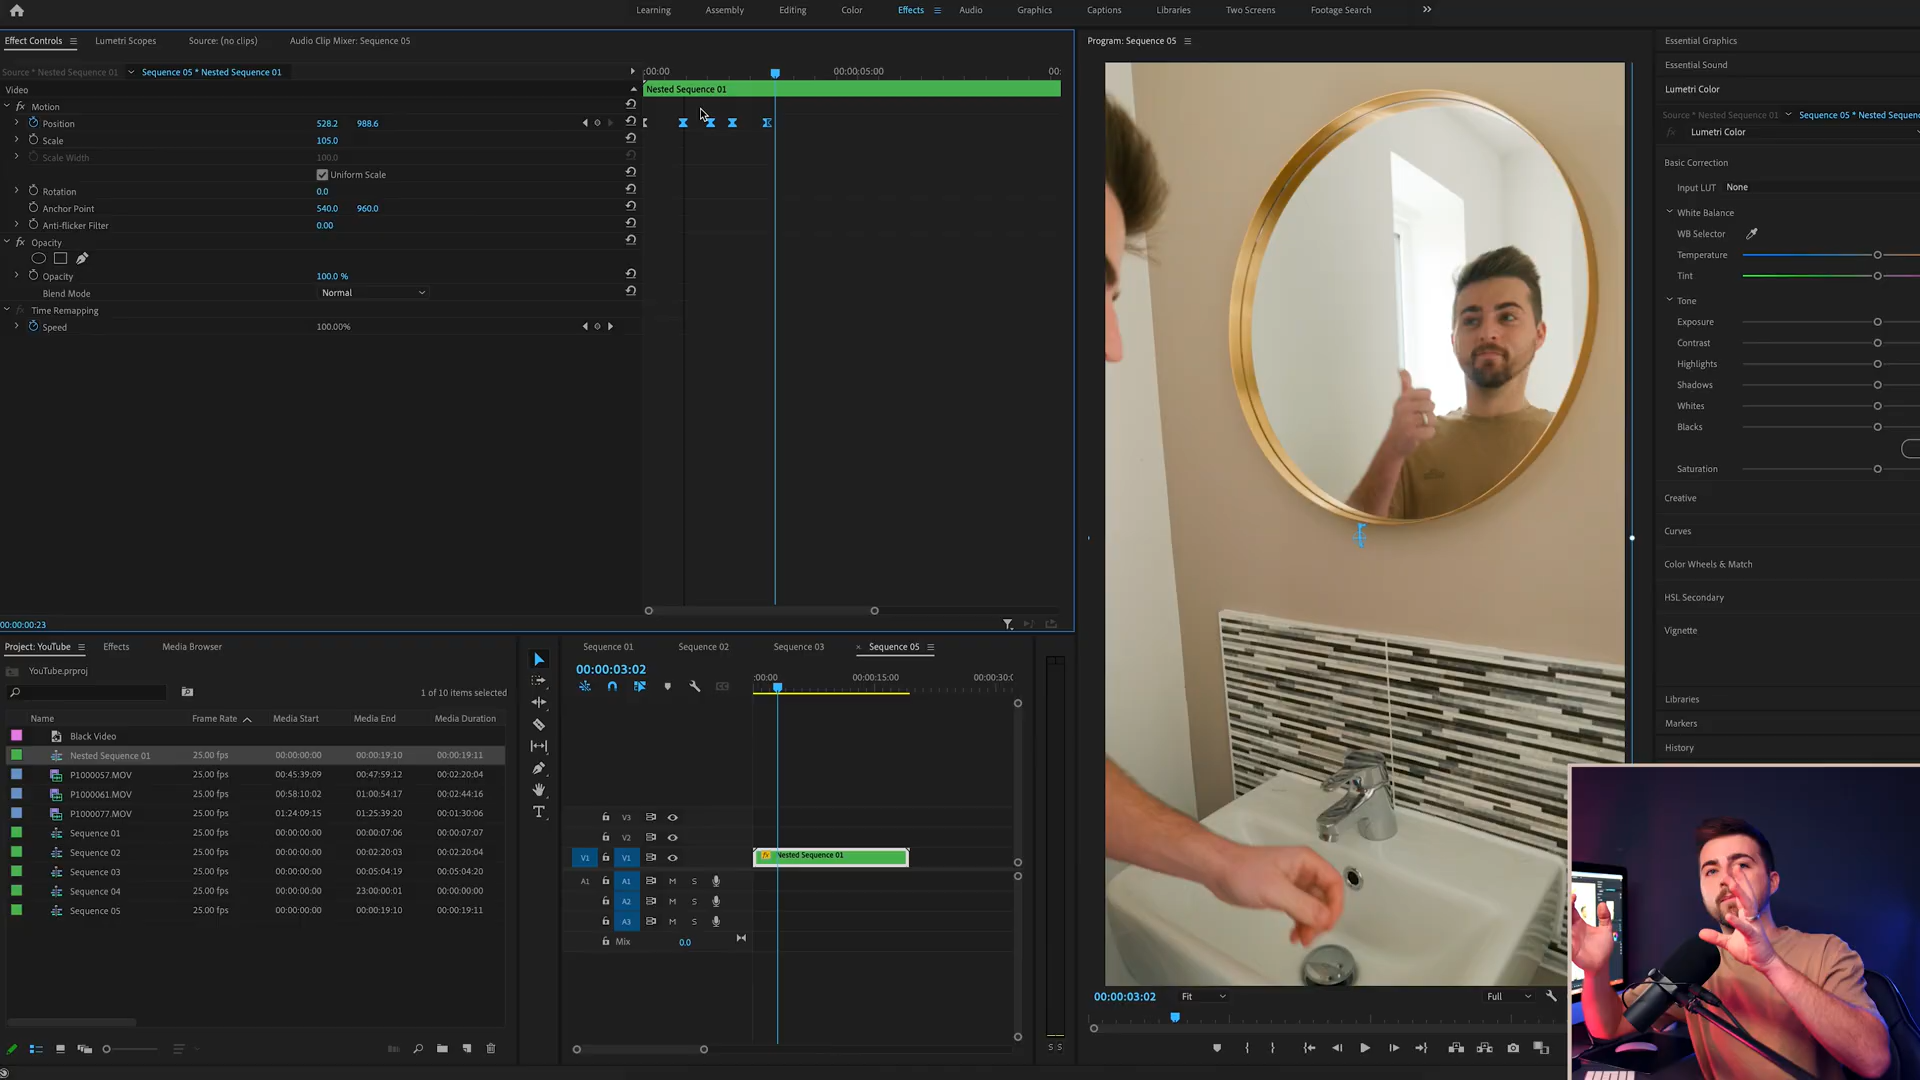 Learning Assembly Editing Color Effects Audio Graphics Captions Libraries Two Screens Footage Search
Effect Controls Lumetri Scopes Source: (no clips) Audio Clip Mixer: Sequence 05
Source * Nested Sequence 01 Sequence 05 * Nested Sequence 01
:00:00 00:00:05:00 00:
Video
Nested Sequence 01
fx Motion
Position 528.2 988.6
Scale 105.0
Scale Width 100.0
Uniform Scale
Rotation 0.0
Anchor Point 540.0 960.0
Anti-flicker Filter 0.00
fx Opacity
Opacity 100.0 %
Blend Mode Normal
Time Remapping
Speed 100.00%
00:00:00:23
Program: Sequence 05
00:00:03:02 Fit Full
Essential Graphics
Essential Sound
Lumetri Color
Source * Nested Sequence 01 Sequence 05 * Nested Sequenc
fx Lumetri Color
Basic Correction
Input LUT None
White Balance
WB Selector
Temperature
Tint
Tone
Exposure
Contrast
Highlights
Shadows
Whites
Blacks
Saturation
Creative
Curves
Color Wheels & Match
HSL Secondary
Vignette
Libraries
Markers
History
Project: YouTube Effects Media Browser
YouTube.prproj
1 of 10 items selected
Name Frame Rate Media Start Media End Media Duration
Black Video
Nested Sequence 01 25.00 fps 00:00:00:00 00:00:19:10 00:00:19:11
P1000057.MOV 25.00 fps 00:45:39:09 00:47:59:12 00:02:20:04
P1000061.MOV 25.00 fps 00:58:10:02 01:00:54:17 00:02:44:16
P1000077.MOV 25.00 fps 01:24:09:15 01:25:39:20 00:01:30:06
Sequence 01 25.00 fps 00:00:00:00 00:00:07:06 00:00:07:07
Sequence 02 25.00 fps 00:00:00:00 00:02:20:03 00:02:20:04
Sequence 03 25.00 fps 00:00:00:00 00:05:04:19 00:05:04:20
Sequence 04 25.00 fps 00:00:00:00 23:00:00:01 00:00:00:00
Sequence 05 25.00 fps 00:00:00:00 00:00:19:10 00:00:19:11
Sequence 01 Sequence 02 Sequence 03 × Sequence 05
00:00:03:02
:00:00 00:00:15:00 00:00:30:0
V3
V2
V1 V1 fx Nested Sequence 01
A1 A1 M S
A2 M S
A3 M S
Mix 0.0
S S